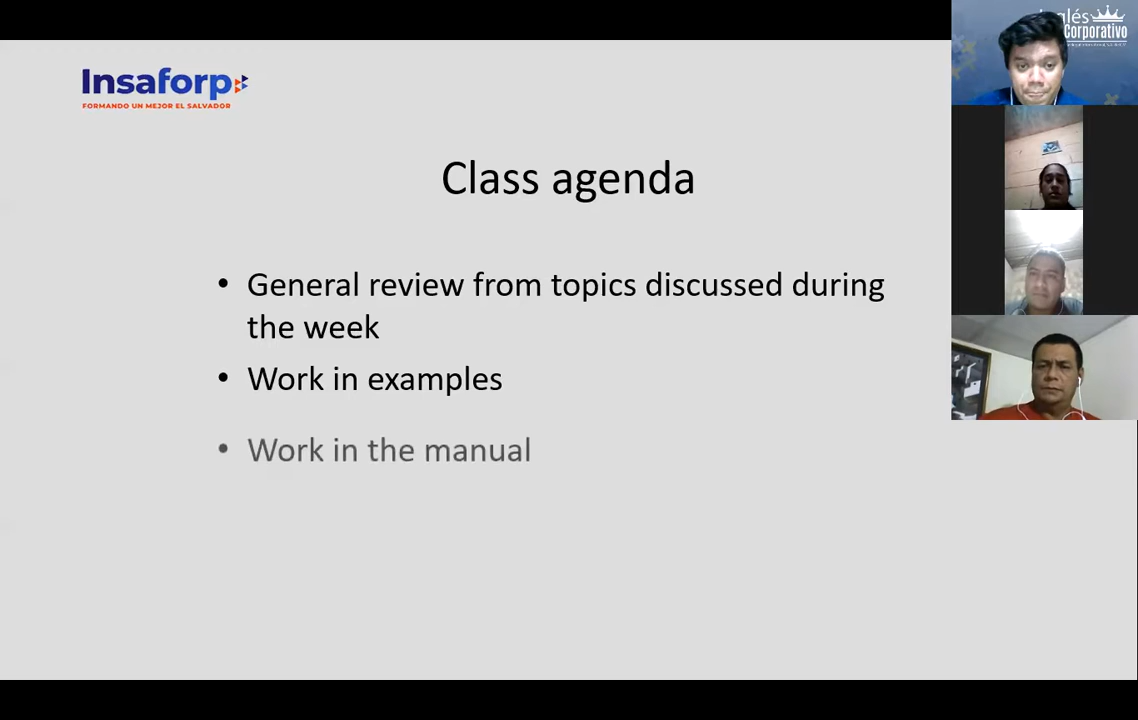 Insaforp
FORMANDO UN MEJOR EL SALVADOR
Class agenda
• General review from topics discussed during
the week
• Work in examples
• Work in the manual
Corporativo